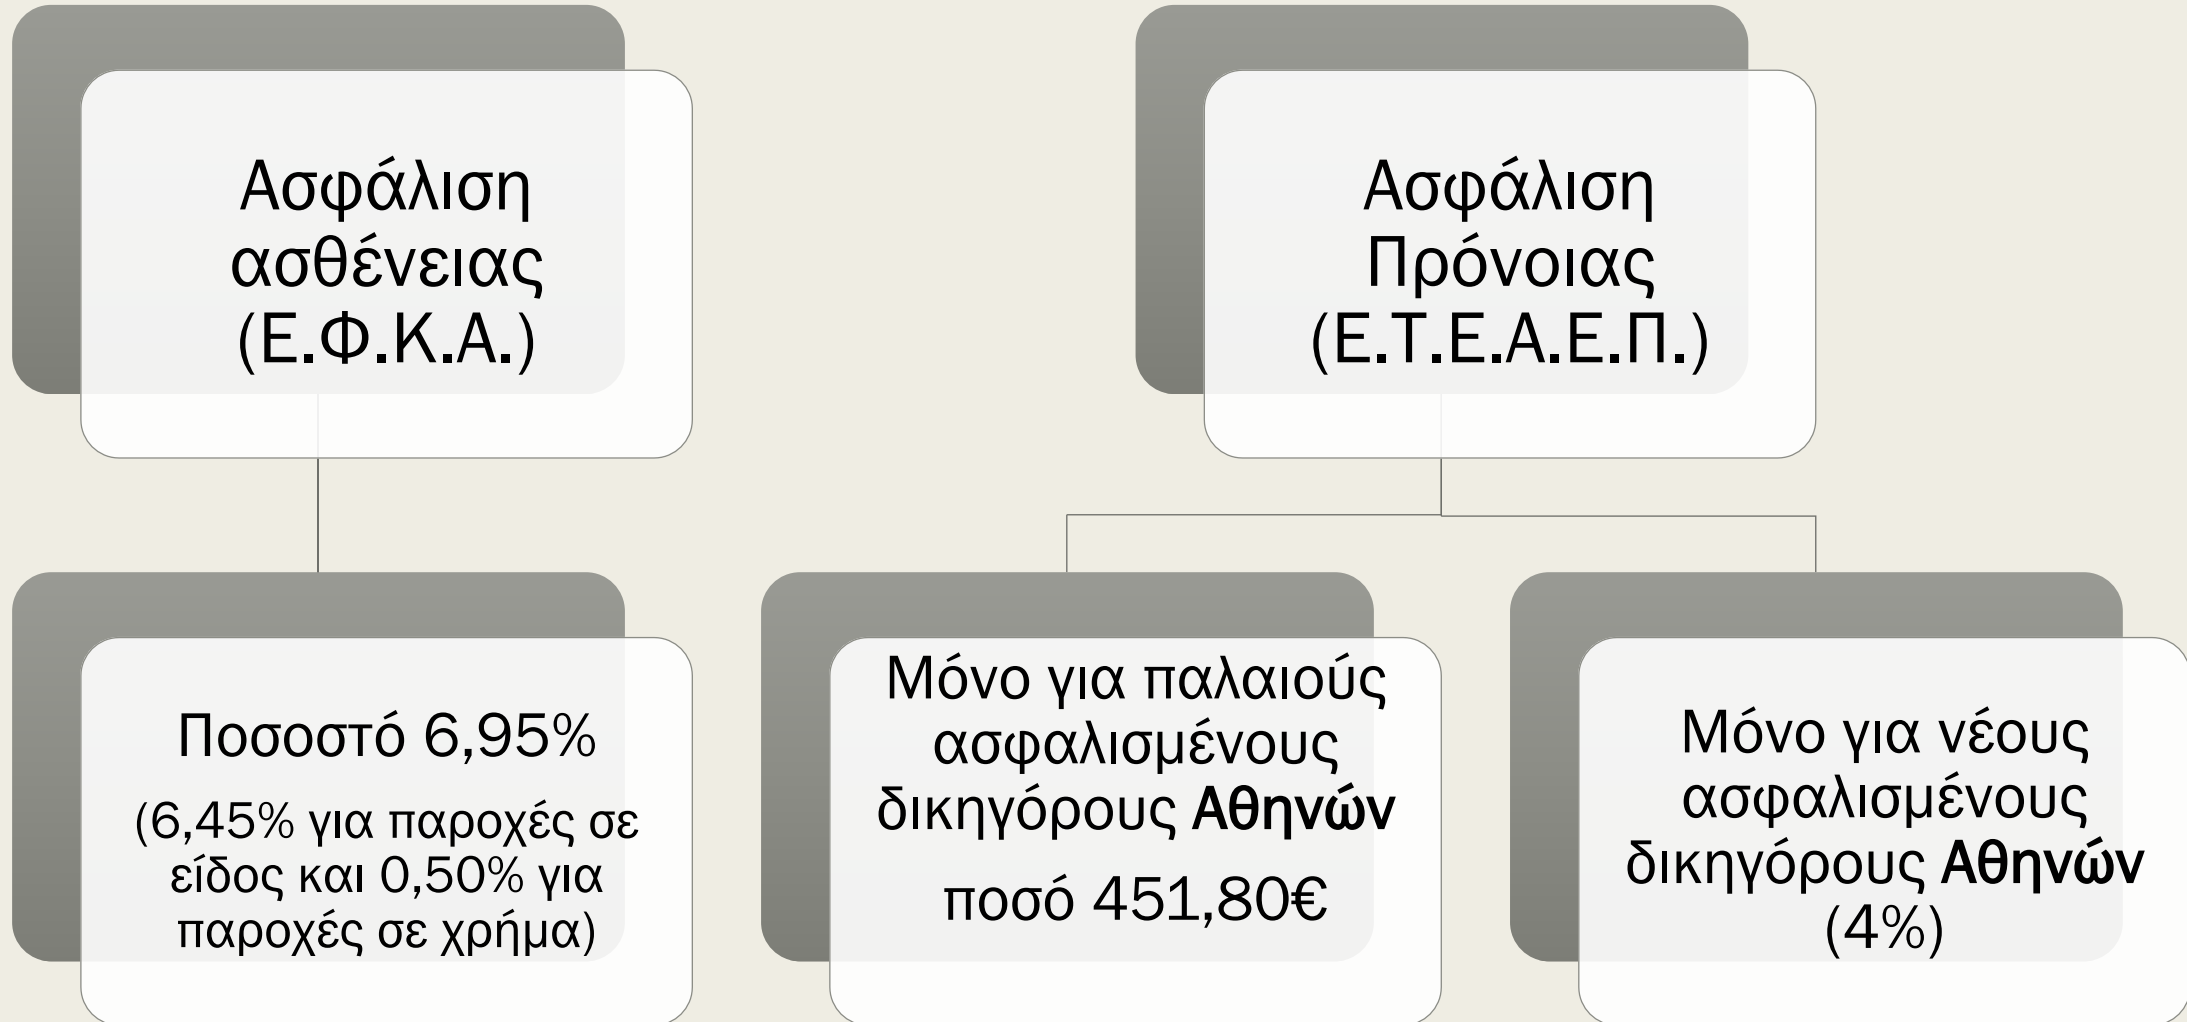 Ασφάλιση
ασθένειας
(Ε.Φ.Κ.Α.)
Ασφάλιση
Πρόνοιας
(Ε.Τ.Ε.Α.Ε.Π.)
Ποσοστό 6,95%
(6,45% για παροχές σε
είδος και 0,50% για
παροχές σε χρήμα)
Μόνο για παλαιούς
ασφαλισμένους
δικηγόρους Αθηνών
ποσό 451,80€
Μόνο για νέους
ασφαλισμένους
δικηγόρους Αθηνών
(4%)